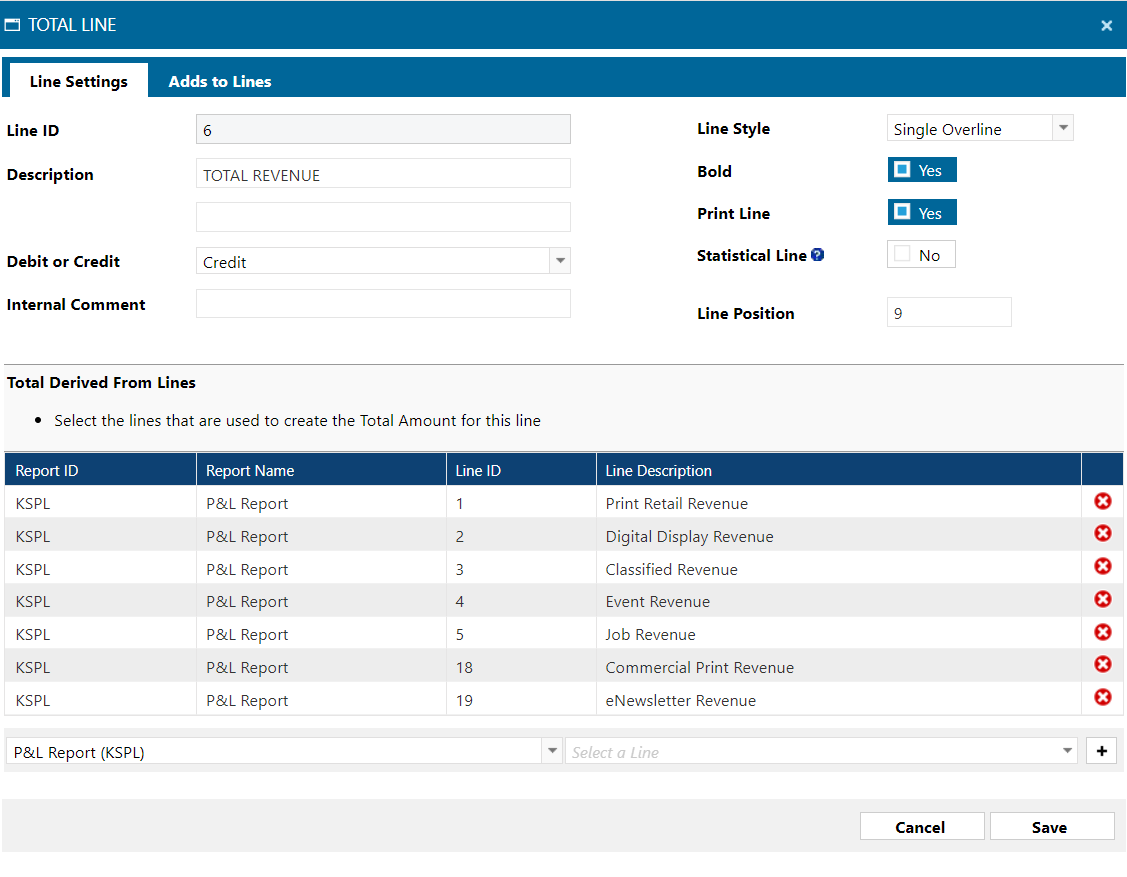 TOTAL LINE
Line Settings
Adds to Lines
Line ID
6
Description
TOTAL REVENUE
Debit or Credit
Credit
Internal Comment
Line Style
Single Overline
Bold
Yes
Print Line
Yes
Statistical Line ?
No
Line Position
9
Total Derived From Lines
• Select the lines that are used to create the Total Amount for this line
Report ID Report Name Line ID Line Description
KSPL P&L Report 1 Print Retail Revenue
KSPL P&L Report 2 Digital Display Revenue
KSPL P&L Report 3 Classified Revenue
KSPL P&L Report 4 Event Revenue
KSPL P&L Report 5 Job Revenue
KSPL P&L Report 18 Commercial Print Revenue
KSPL P&L Report 19 eNewsletter Revenue
P&L Report (KSPL) Select a Line
Cancel Save